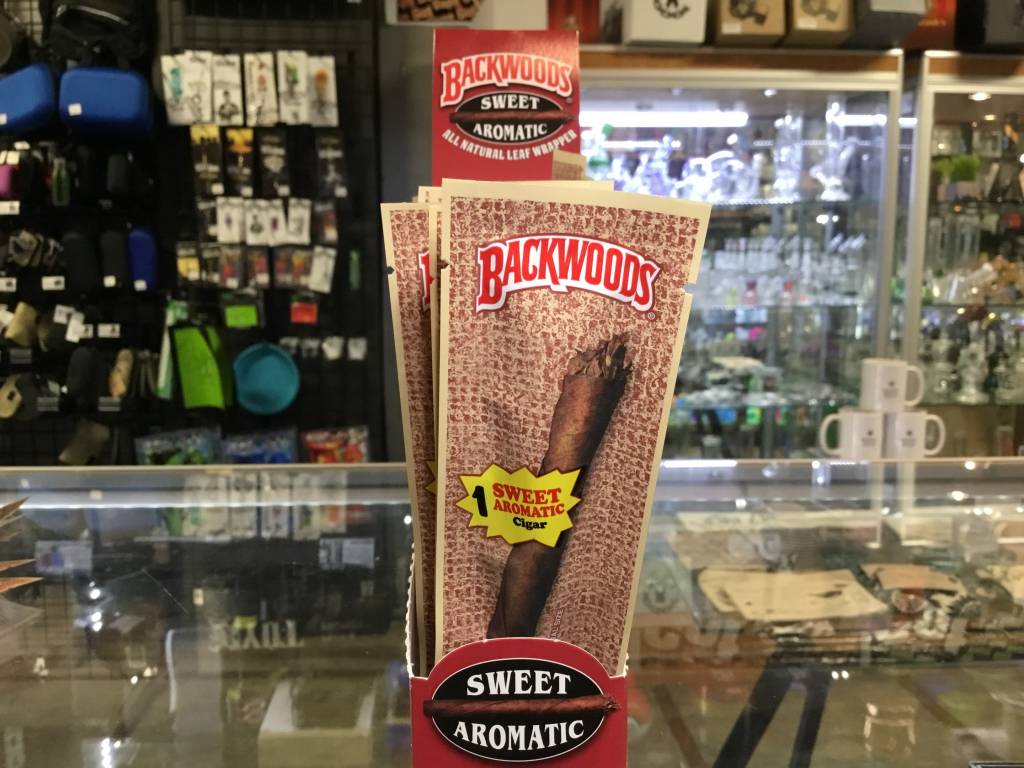 BACKWOODS®
SWEET
AROMATIC
ALL NATURAL LEAF WRAPPER
BACKWOODS®
1 SWEET
AROMATIC
Cigar
SWEET
AROMATIC